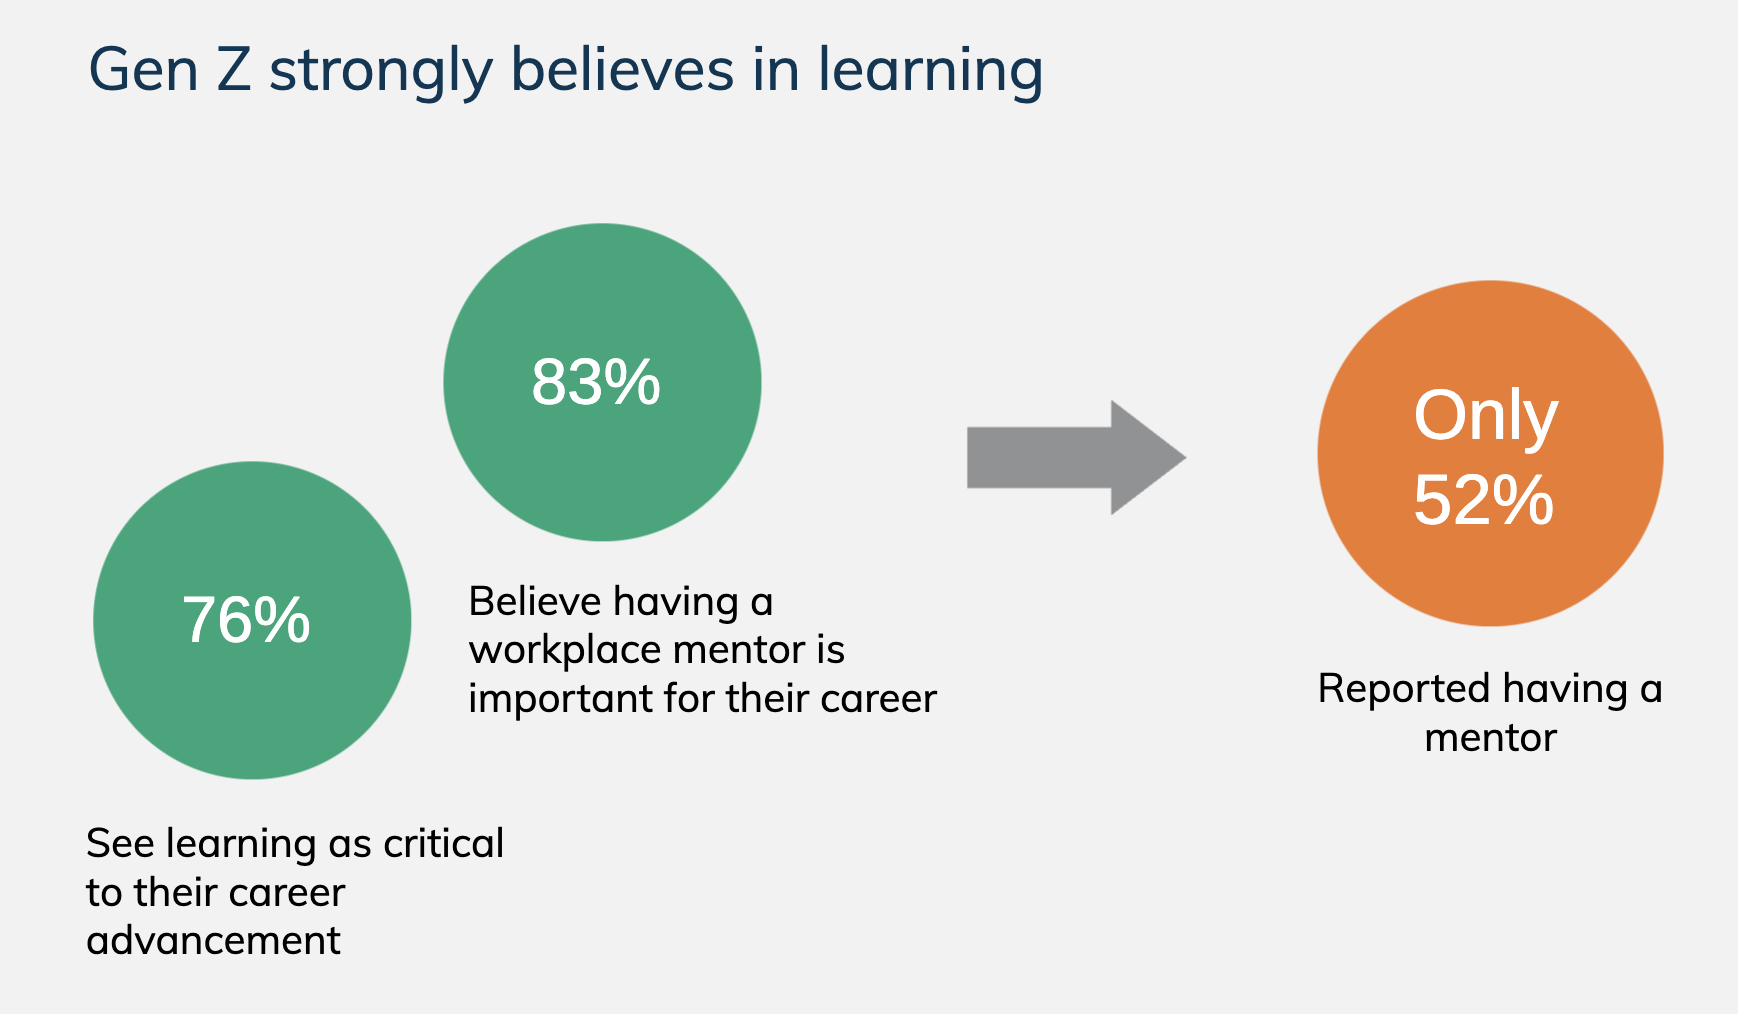 Gen Z strongly believes in learning
83%
Believe having a
workplace mentor is
important for their career
76%
See learning as critical
to their career
advancement
Only
52%
Reported having a
mentor